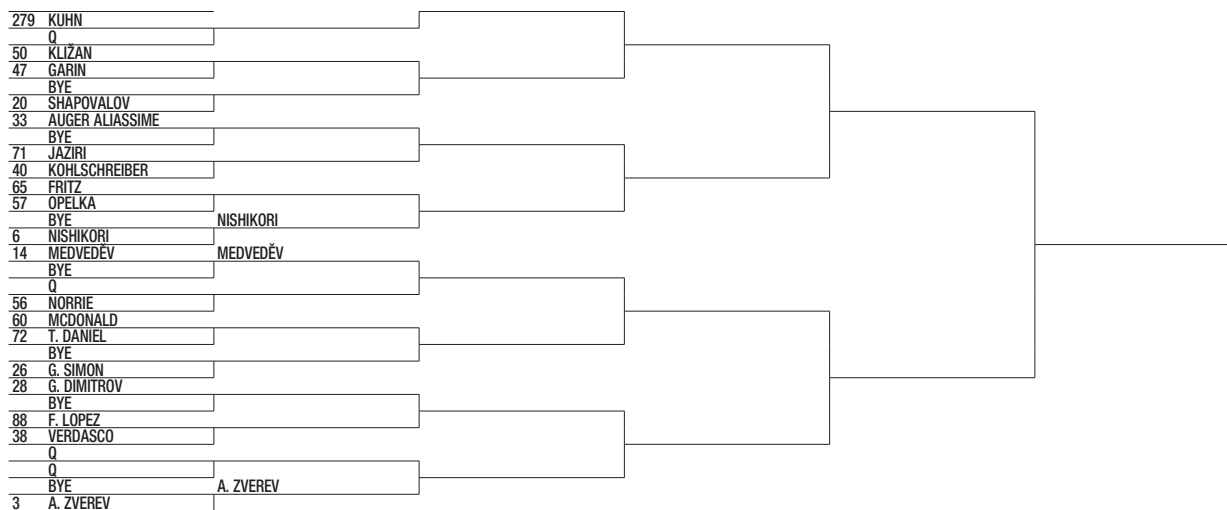 279 KUHN
Q
50 KLIŽAN
47 GARIN
BYE
20 SHAPOVALOV
33 AUGER ALIASSIME
BYE
71 JAZIRI
40 KOHLSCHREIBER
65 FRITZ
57 OPELKA
BYE NISHIKORI
6 NISHIKORI
14 MEDVEDĚV MEDVEDĚV
BYE
Q
56 NORRIE
60 MCDONALD
72 T. DANIEL
BYE
26 G. SIMON
28 G. DIMITROV
BYE
88 F. LOPEZ
38 VERDASCO
Q
Q
BYE A. ZVEREV
3 A. ZVEREV